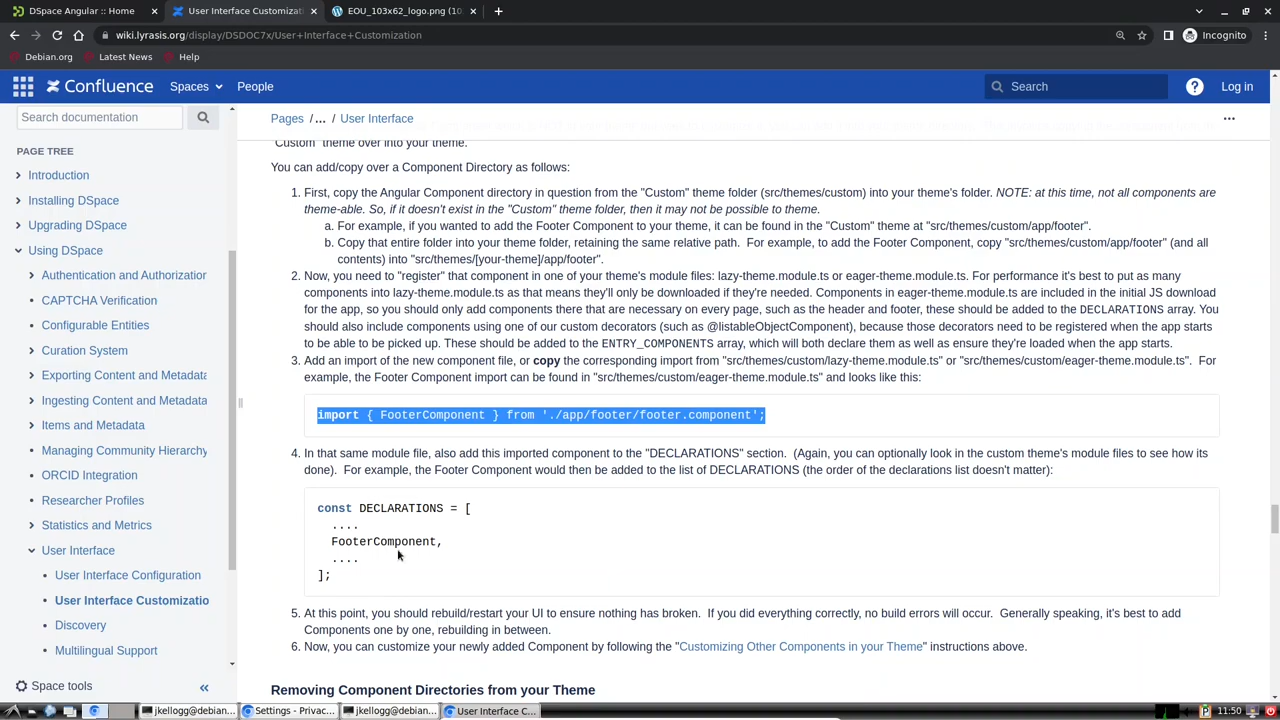 DSpace Angular :: Home
User Interface Customizati
EOU_103x62_logo.png (10
wiki.lyrasis.org/display/DSDOC7x/User+Interface+Customization
Incognito
Debian.org
Latest News
Help
Confluence
Spaces
People
Search
Log in
Search documentation
PAGE TREE
Introduction
Installing DSpace
Upgrading DSpace
Using DSpace
Authentication and Authorization
CAPTCHA Verification
Configurable Entities
Curation System
Exporting Content and Metadata
Ingesting Content and Metadata
Items and Metadata
Managing Community Hierarchy
ORCID Integration
Researcher Profiles
Statistics and Metrics
User Interface
User Interface Configuration
User Interface Customizatio
Discovery
Multilingual Support
Space tools
Pages / ... / User Interface
"Custom" theme over into your theme.
You can add/copy over a Component Directory as follows:
1. First, copy the Angular Component directory in question from the "Custom" theme folder (src/themes/custom) into your theme's folder. NOTE: at this time, not all components are
theme-able. So, if it doesn't exist in the "Custom" theme folder, then it may not be possible to theme.
a. For example, if you wanted to add the Footer Component to your theme, it can be found in the "Custom" theme at "src/themes/custom/app/footer".
b. Copy that entire folder into your theme folder, retaining the same relative path. For example, to add the Footer Component, copy "src/themes/custom/app/footer" (and all
contents) into "src/themes/[your-theme]/app/footer".
2. Now, you need to "register" that component in one of your theme's module files: lazy-theme.module.ts or eager-theme.module.ts. For performance it's best to put as many
components into lazy-theme.module.ts as that means they'll only be downloaded if they're needed. Components in eager-theme.module.ts are included in the initial JS download
for the app, so you should only add components there that are necessary on every page, such as the header and footer, these should be added to the DECLARATIONS array. You
should also include components using one of our custom decorators (such as @listableObjectComponent), because those decorators need to be registered when the app starts
to be able to be picked up. These should be added to the ENTRY_COMPONENTS array, which will both declare them as well as ensure they're loaded when the app starts.
3. Add an import of the new component file, or copy the corresponding import from "src/themes/custom/lazy-theme.module.ts" or "src/themes/custom/eager-theme.module.ts". For
example, the Footer Component import can be found in "src/themes/custom/eager-theme.module.ts" and looks like this:
import { FooterComponent } from './app/footer/footer.component';
4. In that same module file, also add this imported component to the "DECLARATIONS" section. (Again, you can optionally look in the custom theme's module files to see how its
done). For example, the Footer Component would then be added to the list of DECLARATIONS (the order of the declarations list doesn't matter):
const DECLARATIONS = [
....
FooterComponent,
....
];
5. At this point, you should rebuild/restart your UI to ensure nothing has broken. If you did everything correctly, no build errors will occur. Generally speaking, it's best to add
Components one by one, rebuilding in between.
6. Now, you can customize your newly added Component by following the "Customizing Other Components in your Theme" instructions above.
Removing Component Directories from your Theme
jkellogg@debian...
Settings - Privac...
jkellogg@debian...
User Interface C...
11:50